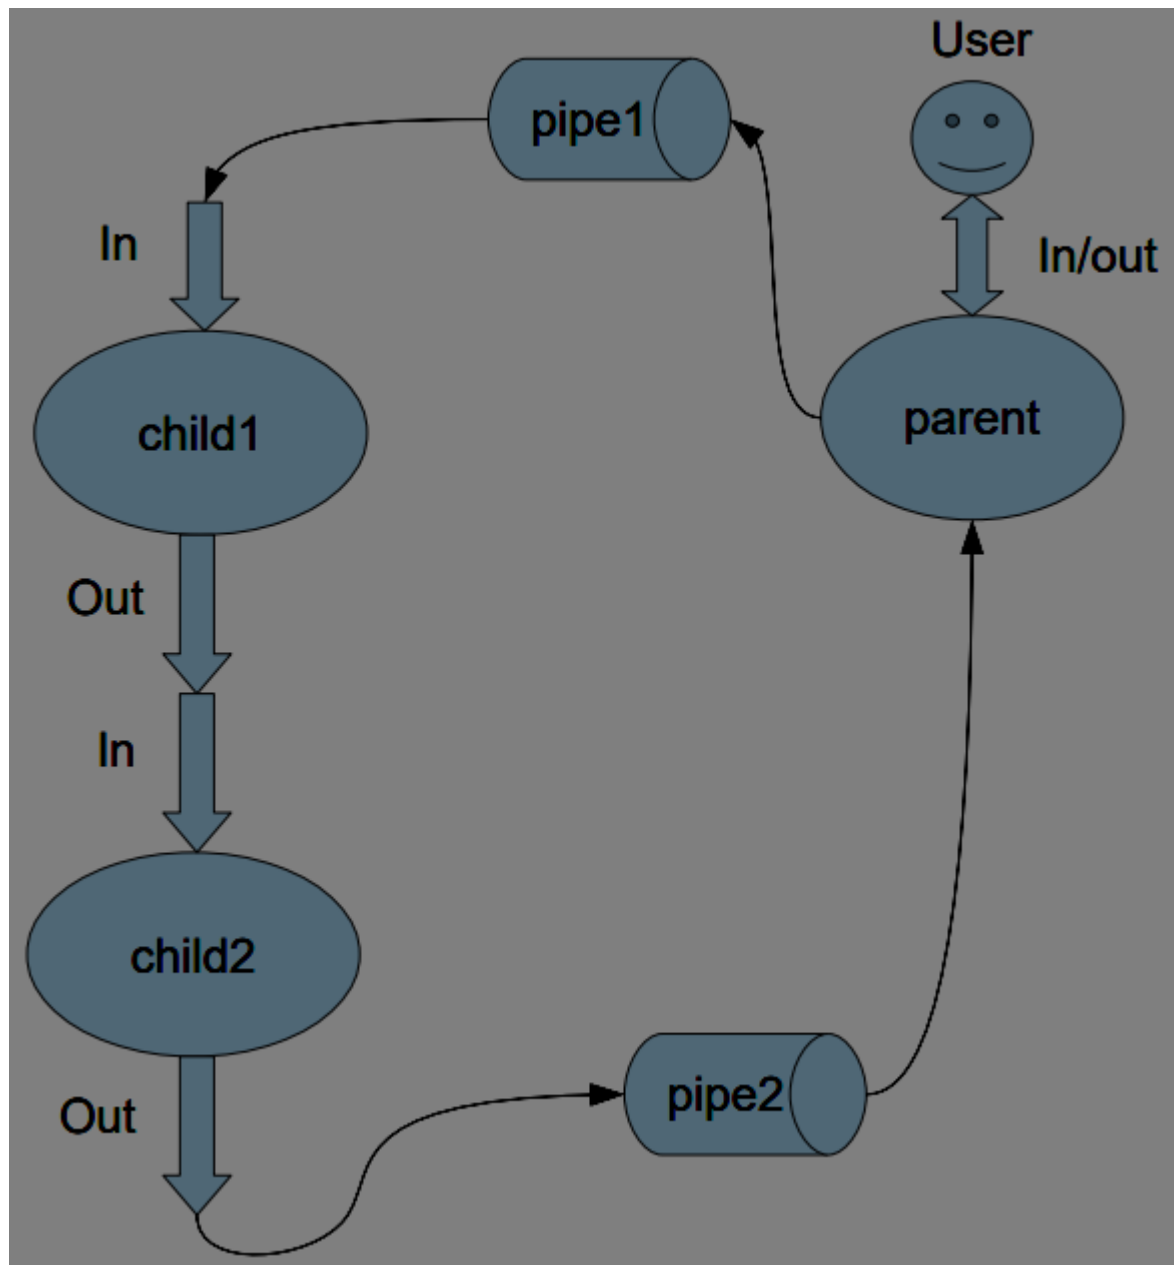 User
pipe1
In
In/out
child1
parent
Out
In
child2
pipe2
Out